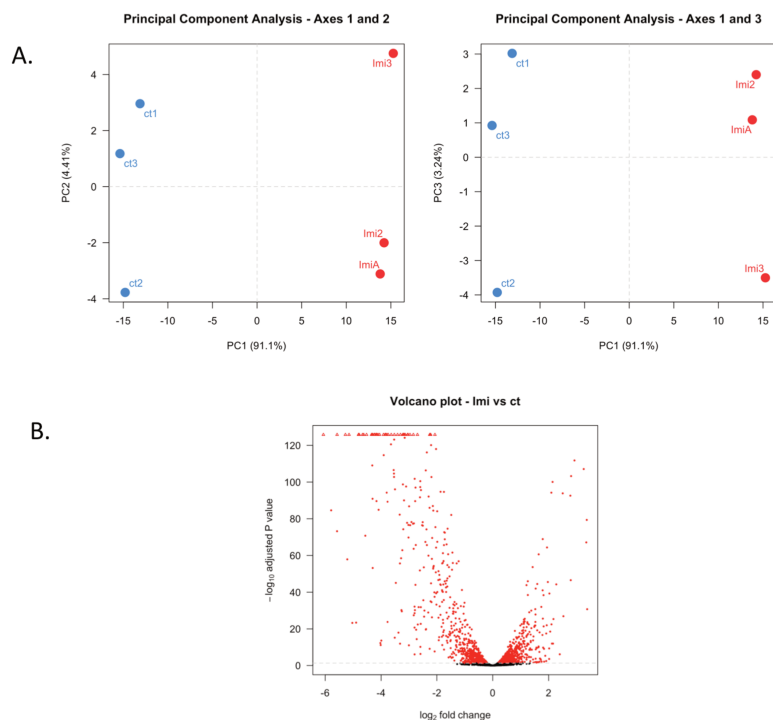 Principal Component Analysis - Axes 1 and 2
Principal Component Analysis - Axes 1 and 3
A.
PC2 (4.41%)
4
2
0
-2
-4
ct1
ct3
ct2
Imi3
Imi2
ImiA
-15 -10 -5 0 5 10 15
PC1 (91.1%)
PC3 (3.24%)
3
2
1
0
-1
-2
-3
-4
ct1
ct3
ct2
Imi2
ImiA
Imi3
-15 -10 -5 0 5 10 15
PC1 (91.1%)
B.
Volcano plot - Imi vs ct
−log10 adjusted P value
120
100
80
60
40
20
0
-6 -4 -2 0 2
log2 fold change